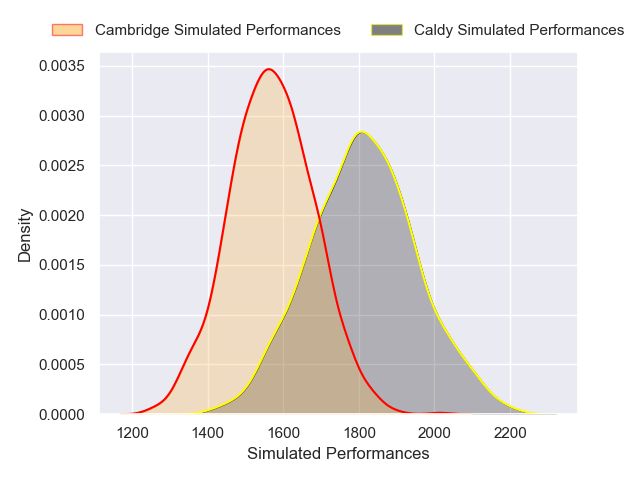 Cambridge Simulated Performances Caldy Simulated Performances
0.0035
0.0030
0.0025
0.0020
0.0015
0.0010
0.0005
0.0000
Density
1200 1400 1600 1800 2000 2200
Simulated Performances